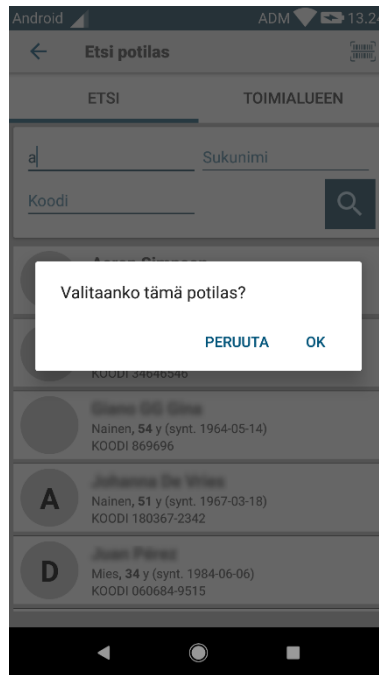 Android ADM 13.24
Etsi potilas
ETSI TOIMIALUEEN
a Sukunimi
Koodi
Valitaanko tämä potilas?
PERUUTA OK
KOODI 34646546
Nainen, 54 y (synt. 1964-05-14)
KOODI 869696
A
Nainen, 51 y (synt. 1967-03-18)
KOODI 180367-2342
D
Mies, 34 y (synt. 1984-06-06)
KOODI 060684-9515